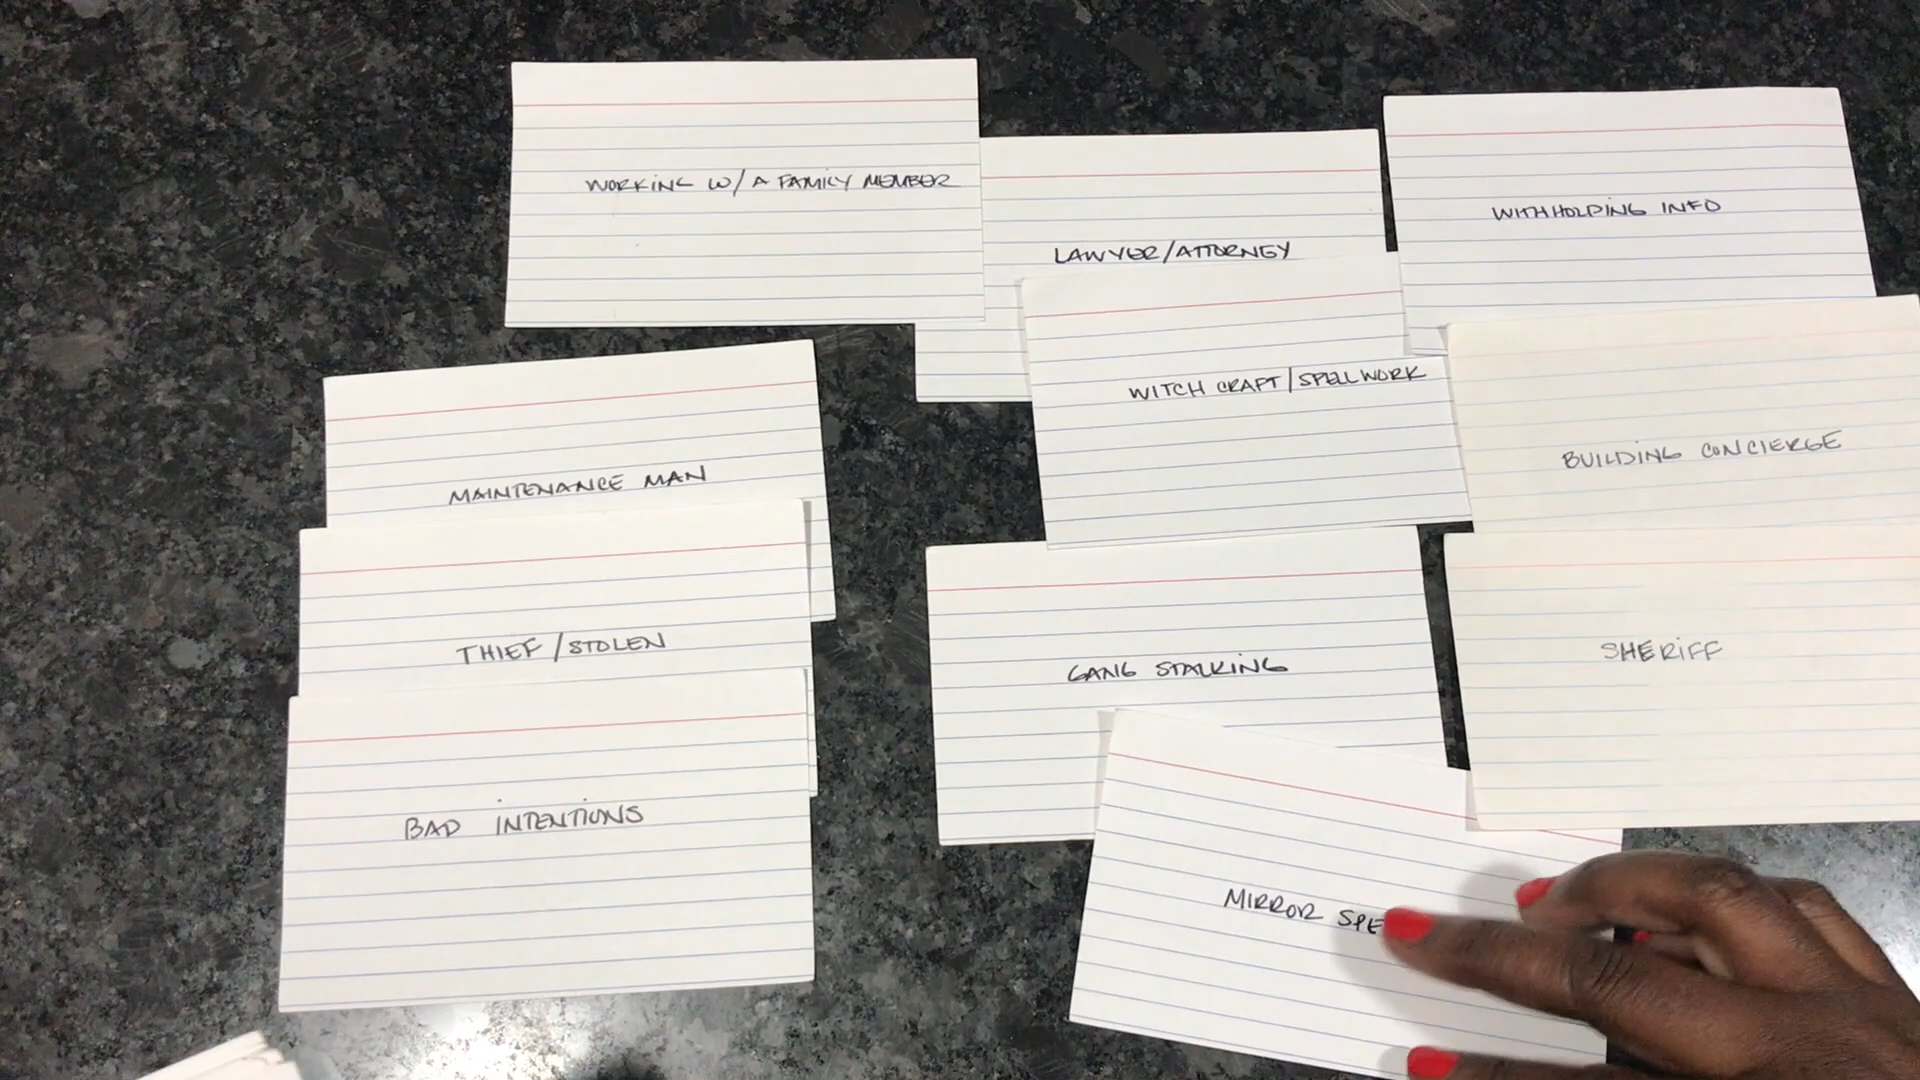 WORKING W/A FAMILY MEMBER
LAWYER/ATTORNEY
WITHHOLDING INFO
WITCH CRAFT/SPELLWORK
BUILDING CONCIERGE
MAINTENANCE MAN
THIEF/STOLEN
GANG STALKING
SHERIFF
BAD INTENTIONS
MIRROR